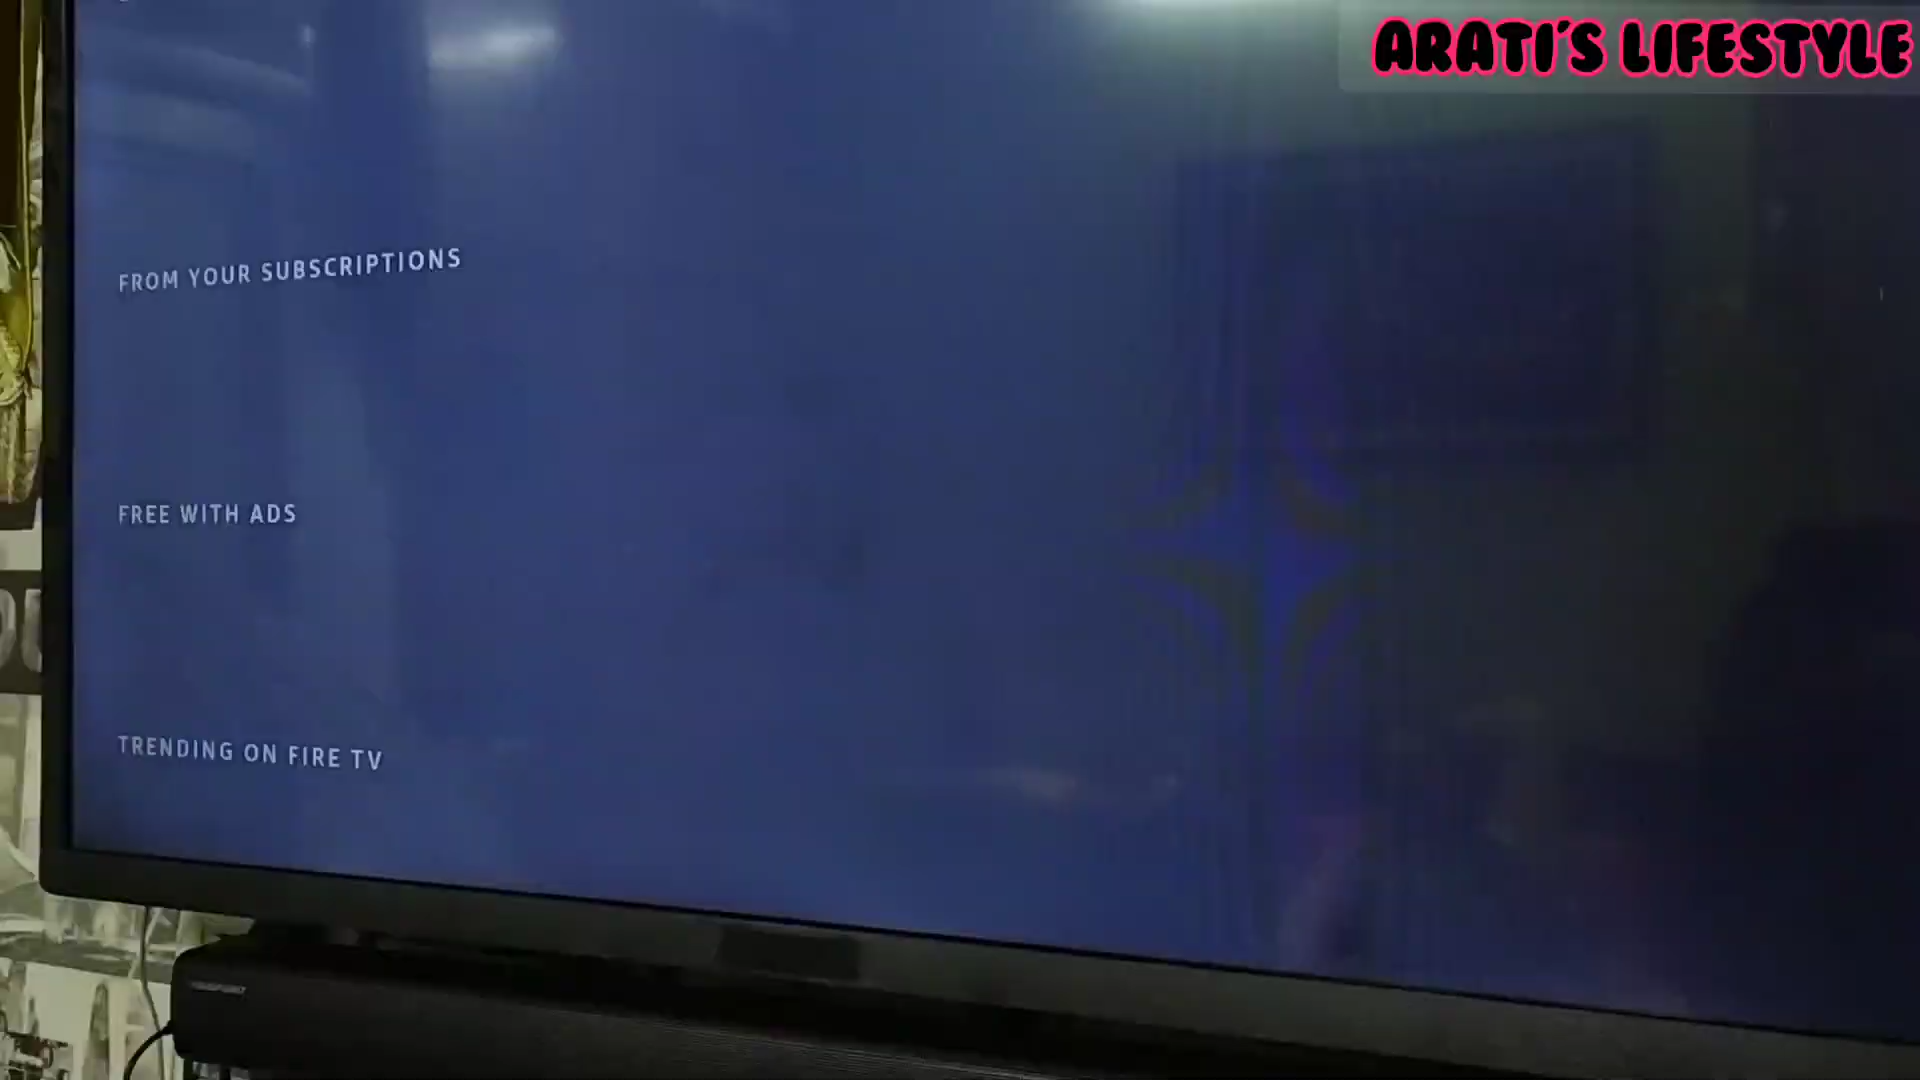 ARATI'S LIFESTYLE
FROM YOUR SUBSCRIPTIONS
FREE WITH ADS
TRENDING ON FIRE TV